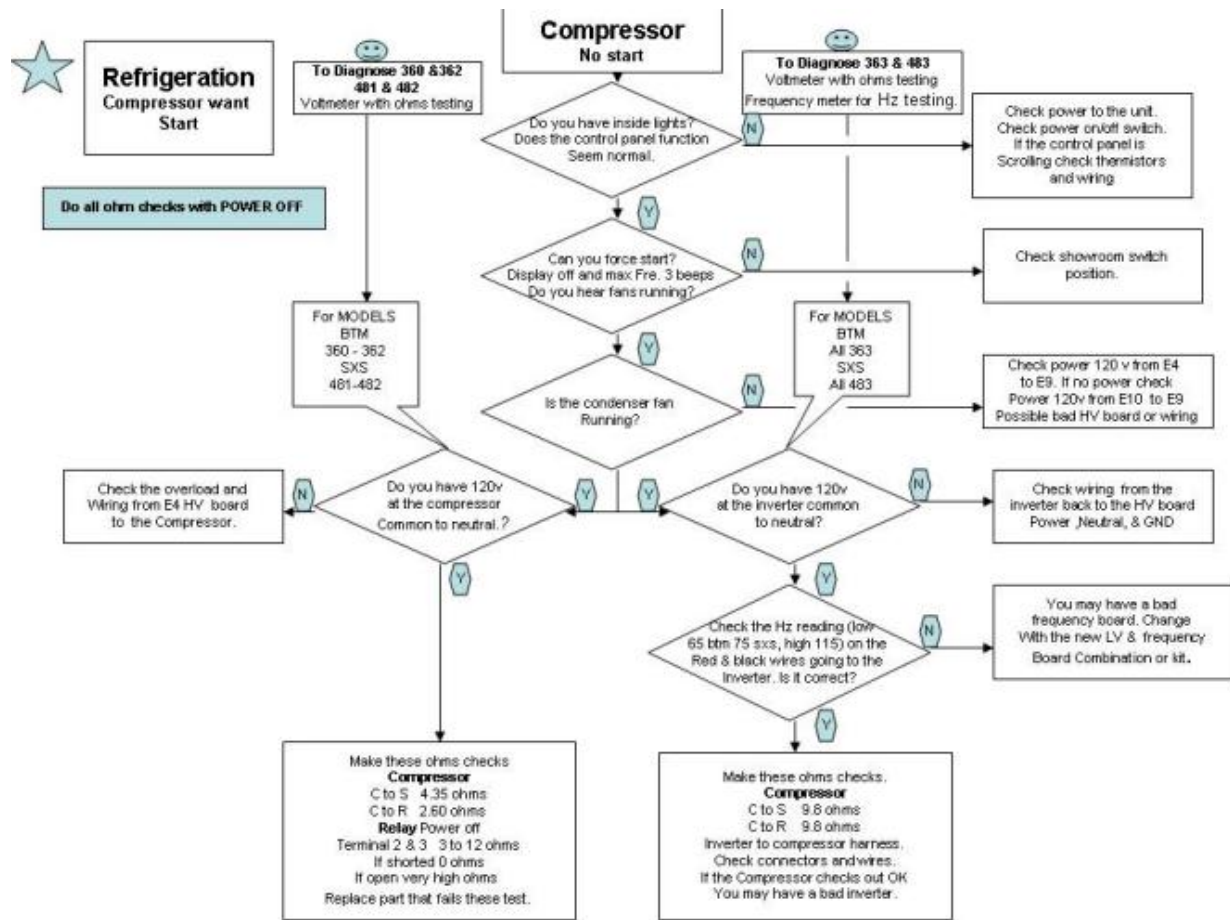 Compressor
No start
Refrigeration
Compressor want
Start
To Diagnose 360 &362
481 & 482
Voltmeter with ohms testing
To Diagnose 363 & 483
Voltmeter with ohms testing
Frequency meter for Hz testing.
Do you have inside lights?
Does the control panel function
Seem normal.
N
Check power to the unit.
Check power on/off switch.
If the control panel is
Scrolling check thermistors
and wiring
Do all ohm checks with POWER OFF
Y
Can you force start?
Display off and max Fre. 3 beeps
Do you hear fans running?
N
Check showroom switch
position.
For MODELS
BTM
360 - 362
SXS
481-482
Y
For MODELS
BTM
All 363
SXS
All 483
Is the condenser fan
Running?
N
Check power 120 v from E4
to E9. If no power check
Power 120v from E10 to E9
Possible bad HV board or wiring
Check the overload and
Wiring from E4 HV board
to the Compressor.
N
Do you have 120v
at the compressor
Common to neutral.?
Y
Y
Do you have 120v
at the inverter common
to neutral?
N
Check wiring from the
inverter back to the HV board
Power ,Neutral, & GND
Y
Y
Check the Hz reading (low
65 btm 75 sxs, high 115) on the
Red & black wires going to the
Inverter. Is it correct?
N
You may have a bad
frequency board. Change
With the new LV & frequency
Board Combination or kit.
Y
Make these ohms checks
Compressor
C to S 4.35 ohms
C to R 2.60 ohms
Relay Power off
Terminal 2 & 3 3 to 12 ohms
If shorted 0 ohms
If open very high ohms
Replace part that fails these test.
Make these ohms checks.
Compressor
C to S 9.8 ohms
C to R 9.8 ohms
Inverter to compressor harness.
Check connectors and wires.
If the Compressor checks out OK
You may have a bad inverter.